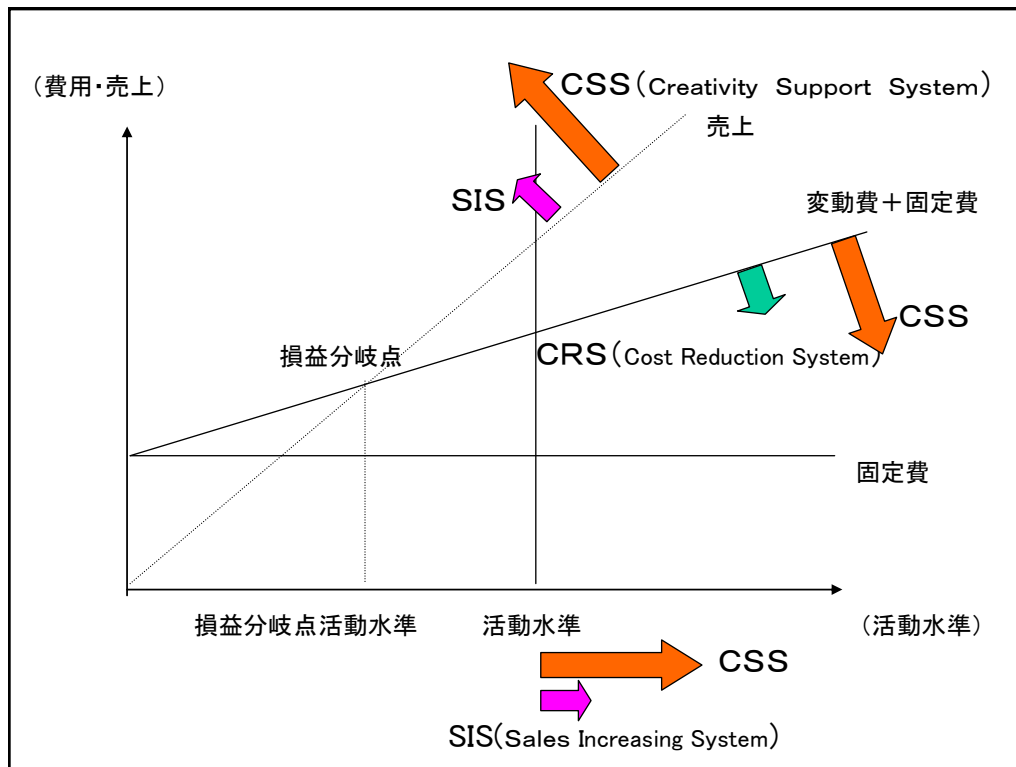 (費用・売上)
CSS(Creativity Support System)
売上
SIS
変動費+固定費
CSS
損益分岐点
CRS(Cost Reduction System)
固定費
損益分岐点活動水準
活動水準
(活動水準)
CSS
SIS(Sales Increasing System)